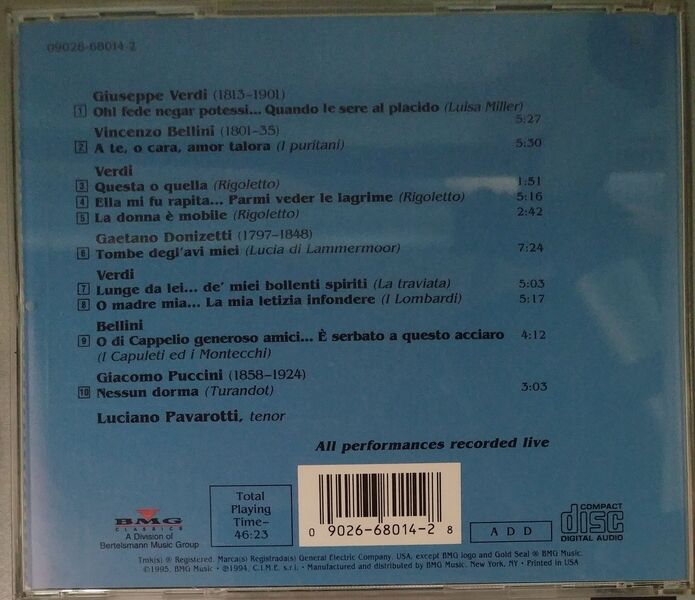 09026-68014-2
Giuseppe Verdi (1813-1901)
1 Oh! fede negar potessi... Quando le sere al placido (Luisa Miller) 5:27
Vincenzo Bellini (1801-35)
2 A te, o cara, amor talora (I puritani) 5:30
Verdi
3 Questa o quella (Rigoletto) 1:51
4 Ella mi fu rapita... Parmi veder le lagrime (Rigoletto) 5:16
5 La donna è mobile (Rigoletto) 2:42
Gaetano Donizetti (1797-1848)
6 Tombe degl'avi miei (Lucia di Lammermoor) 7:24
Verdi
7 Lunge da lei... de' miei bollenti spiriti (La traviata) 5:03
8 O madre mia... La mia letizia infondere (I Lombardi) 5:17
Bellini
9 O di Cappelio generoso amici... È serbato a questo acciaro 4:12
(I Capuleti ed i Montecchi)
Giacomo Puccini (1858-1924)
10 Nessun dorma (Turandot) 3:03
Luciano Pavarotti, tenor
All performances recorded live
BMG
CLASSICS
A Division of
Bertelsmann Music Group
Total
Playing
Time-
46:23
0 9026-68014-2 8
ADD
COMPACT
disc
DIGITAL AUDIO
Tmk(s) ® Registered. Marca(s) Registrada(s) General Electric Company, USA, except BMG logo and Gold Seal ® BMG Music.
©1995, BMG Music • ℗1994, C.I.M.E. s.r.l. • Manufactured and distributed by BMG Music, New York, NY • Printed in USA